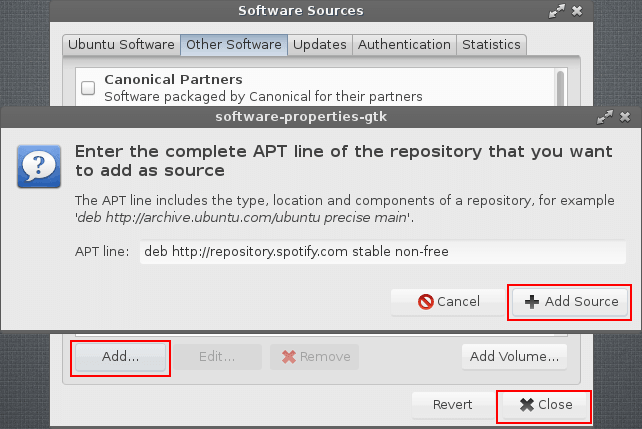 Software Sources
Ubuntu Software Other Software Updates Authentication Statistics
Canonical Partners
Software packaged by Canonical for their partners
software-properties-gtk
Enter the complete APT line of the repository that you want
to add as source
The APT line includes the type, location and components of a repository, for example
'deb http://archive.ubuntu.com/ubuntu precise main'.
APT line: deb http://repository.spotify.com stable non-free
Cancel Add Source
Add... Edit... Remove Add Volume...
Revert Close